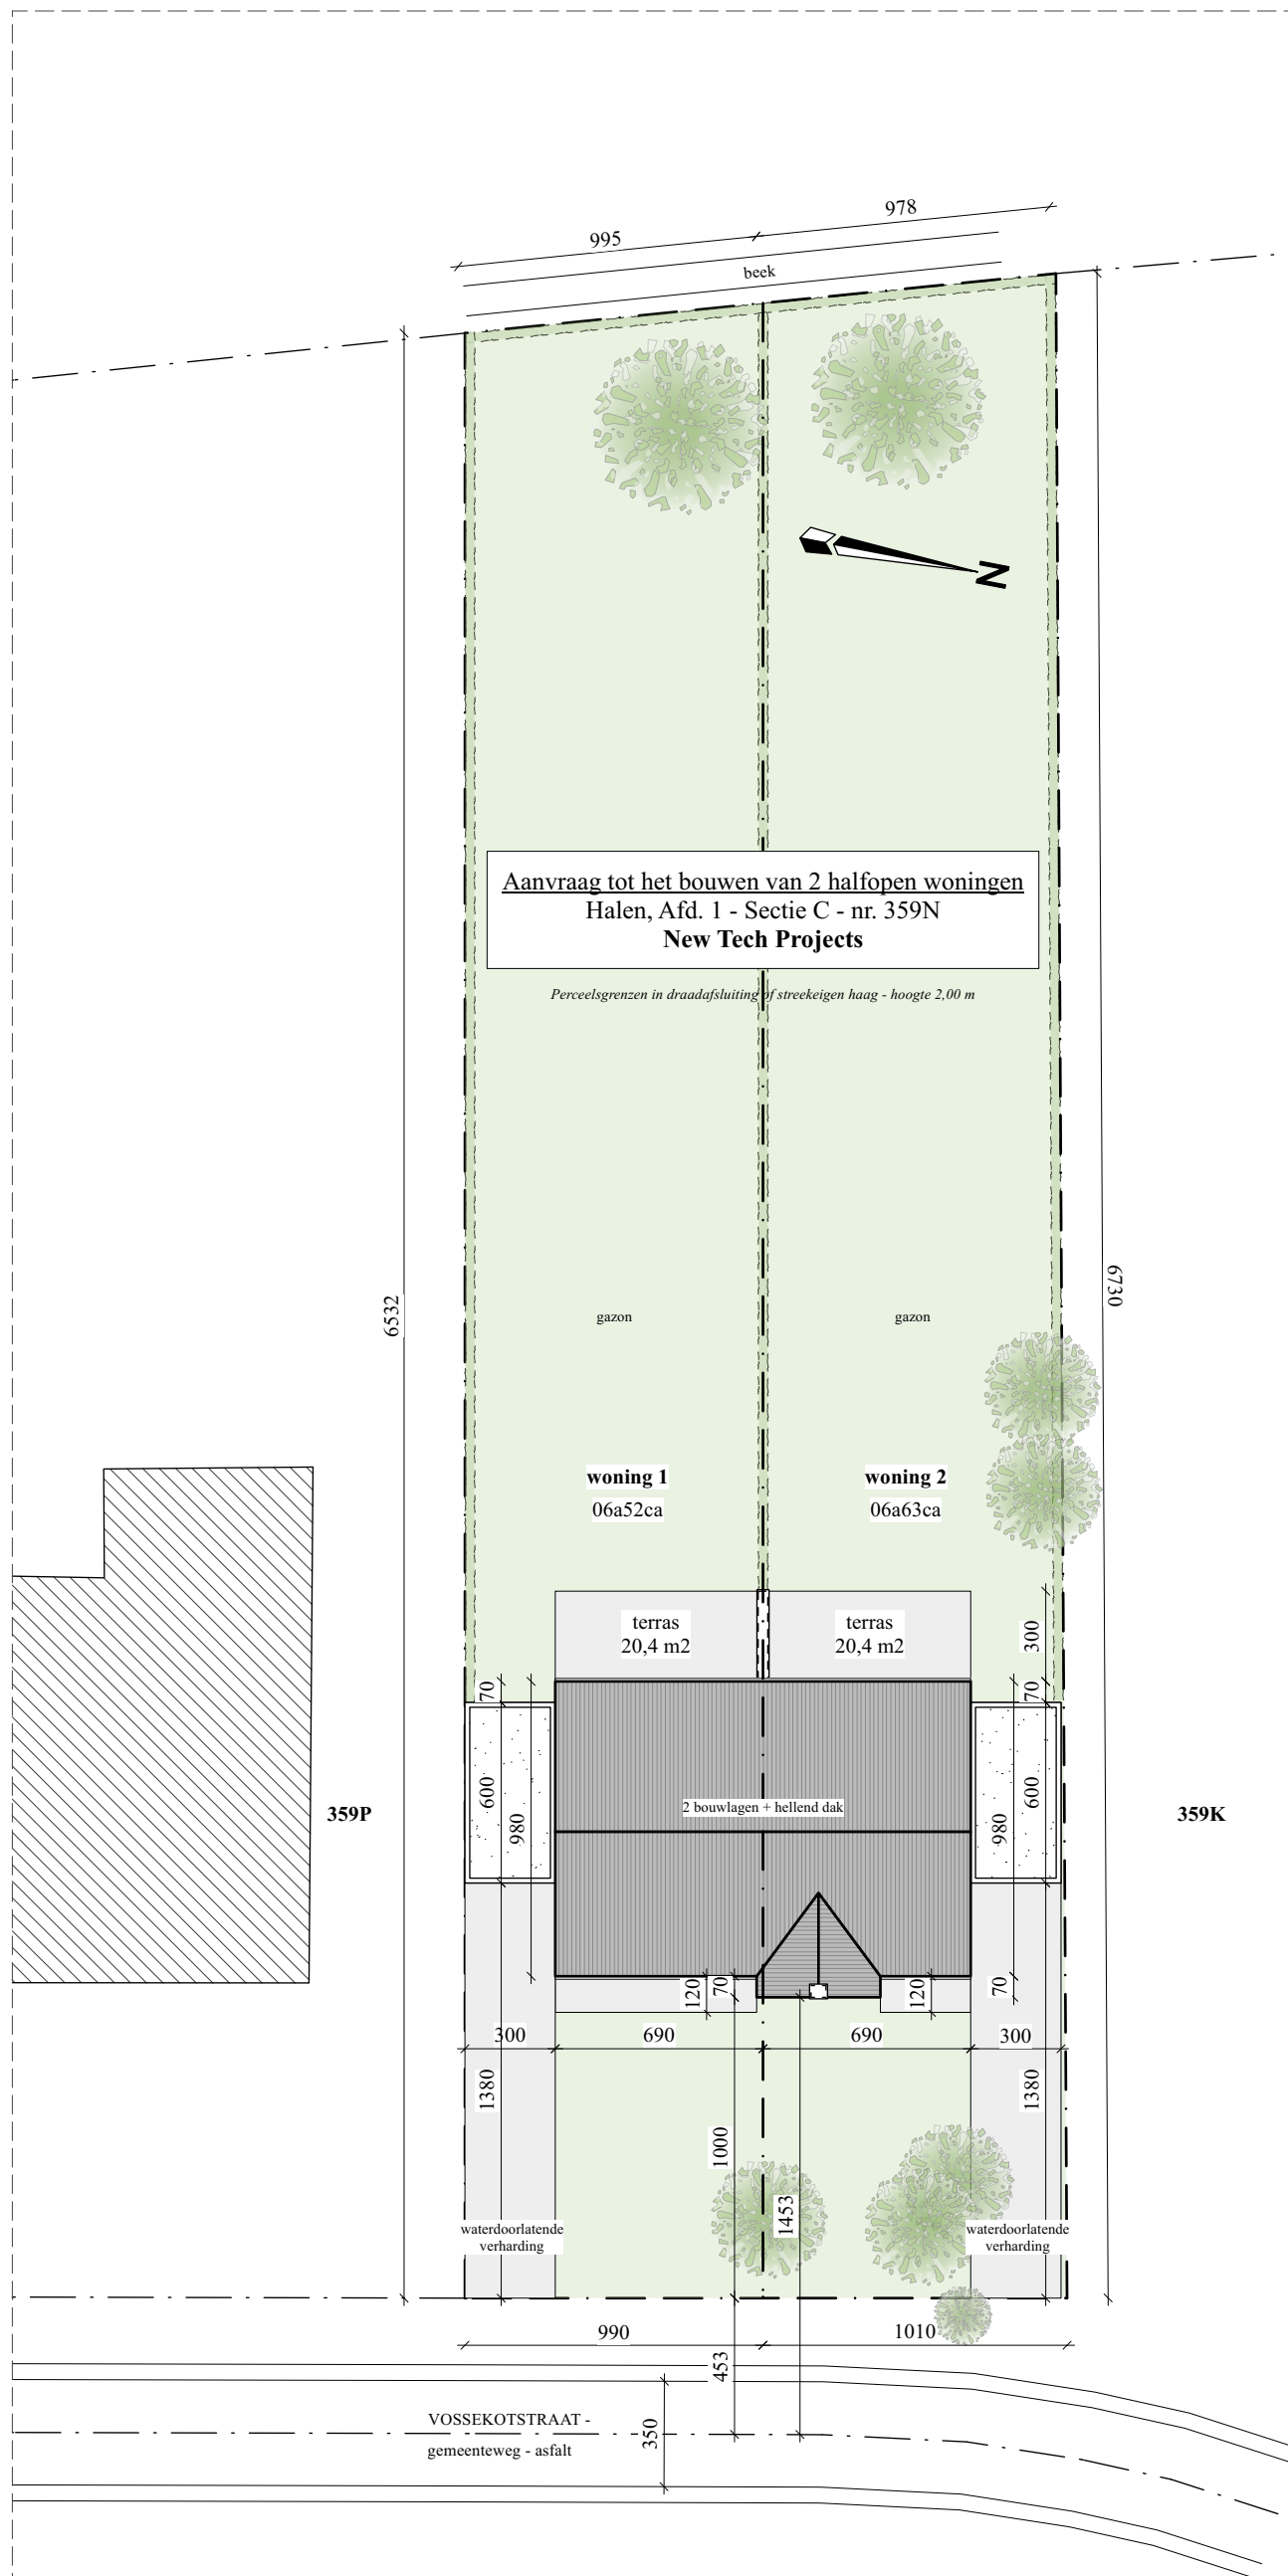 978
995
beek
N
Aanvraag tot het bouwen van 2 halfopen woningen
Halen, Afd. 1 - Sectie C - nr. 359N
New Tech Projects
Perceelsgrenzen in draadafsluiting of streekeigen haag - hoogte 2,00 m
6532
6730
gazon
gazon
woning 1
06a52ca
woning 2
06a63ca
terras
20,4 m2
terras
20,4 m2
300
70
70
600
980
2 bouwlagen + hellend dak
980
600
359P
359K
120
70
120
70
300
690
690
300
1380
1380
1000
1453
waterdoorlatende
verharding
waterdoorlatende
verharding
990
1010
453
VOSSEKOTSTRAAT -
gemeenteweg - asfalt
350